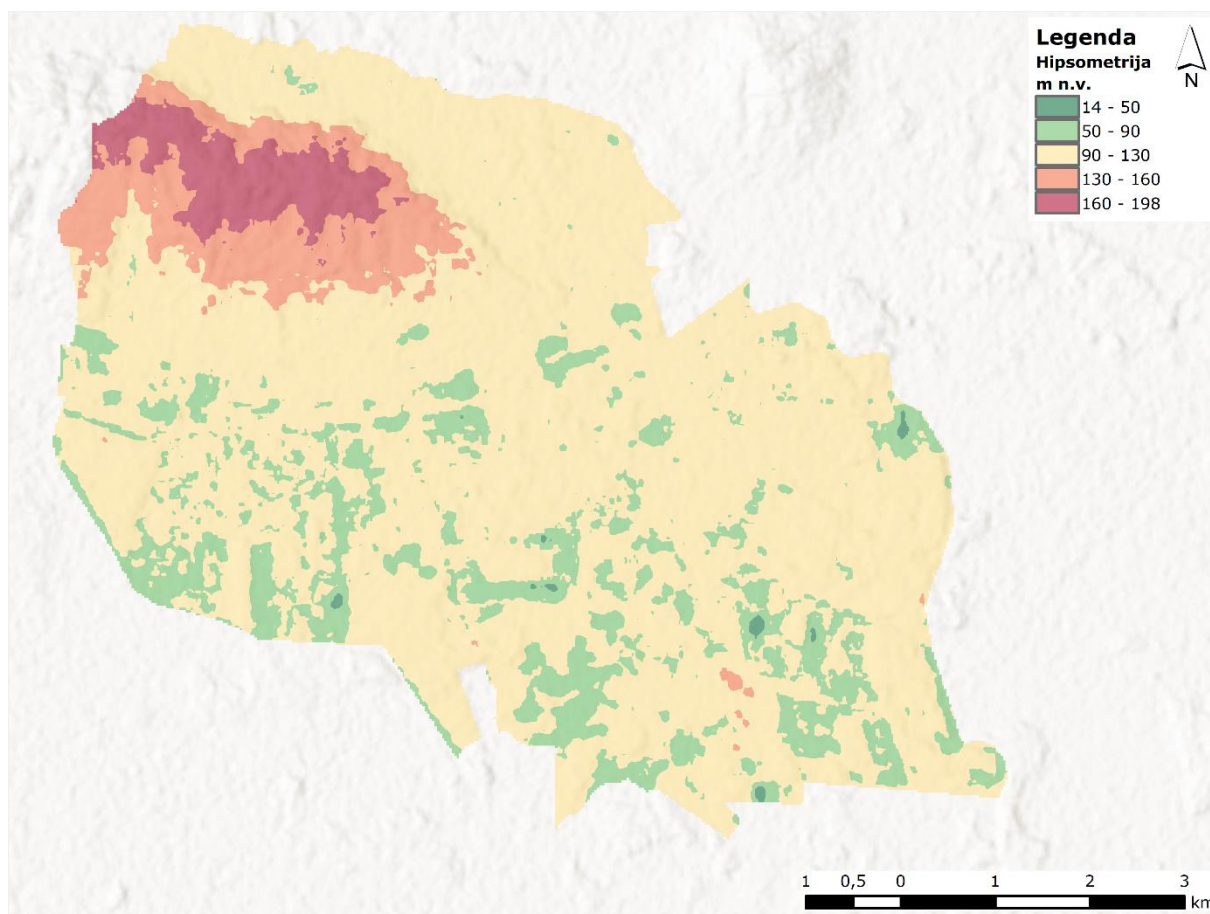 Legenda
Hipsometrija
m n.v.
N
14 - 50
50 - 90
90 - 130
130 - 160
160 - 198
1 0,5 0 1 2 3
km